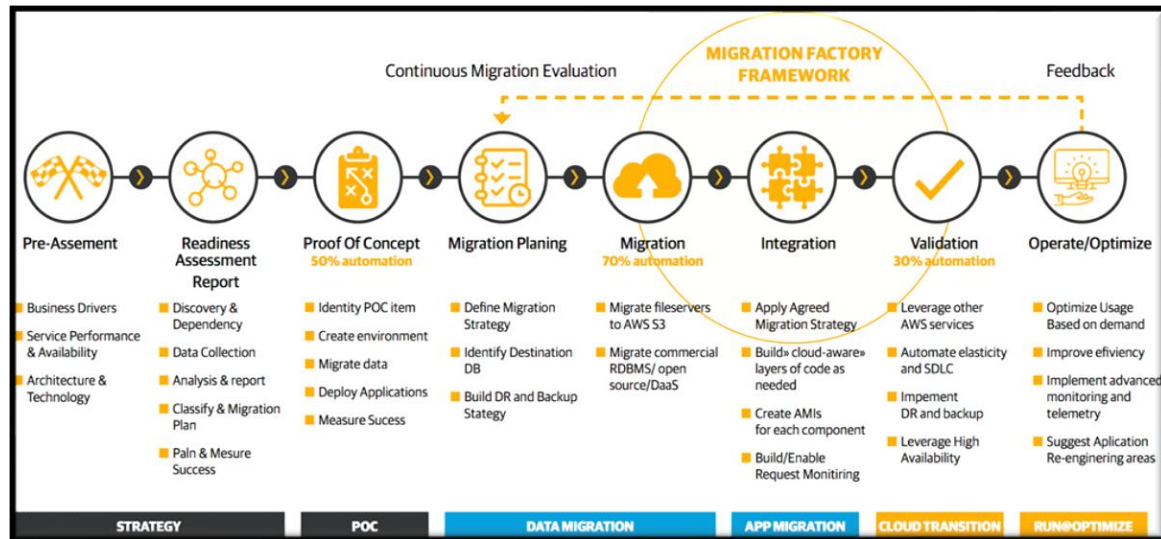 MIGRATION FACTORY
FRAMEWORK
Continuous Migration Evaluation
Feedback
Pre-Assement
Business Drivers
Service Performance
& Availability
Architecture &
Technology
Readiness
Assessment
Report
Discovery &
Dependency
Data Collection
Analysis & report
Classify & Migration
Plan
Paln & Mesure
Success
Proof Of Concept
50% automation
Identity POC item
Create environment
Migrate data
Deploy Applications
Measure Sucess
Migration Planing
Define Migration
Strategy
Identify Destination
DB
Build DR and Backup
Stategy
Migration
70% automation
Migrate fileservers
to AWS S3
Migrate commercial
RDBMS/ open
source/DaaS
Integration
Apply Agreed
Migration Strategy
Build» cloud-aware»
layers of code as
needed
Create AMIs
for each component
Build/Enable
Request Monitiring
Validation
30% automation
Leverage other
AWS services
Automate elasticity
and SDLC
Impement
DR and backup
Leverage High
Availability
Operate/Optimize
Optimize Usage
Based on demand
Improve efiviency
Implement advanced
monitoring and
telemetry
Suggest Aplication
Re-enginering areas
STRATEGY
POC
DATA MIGRATION
APP MIGRATION
CLOUD TRANSITION
RUN@OPTIMIZE